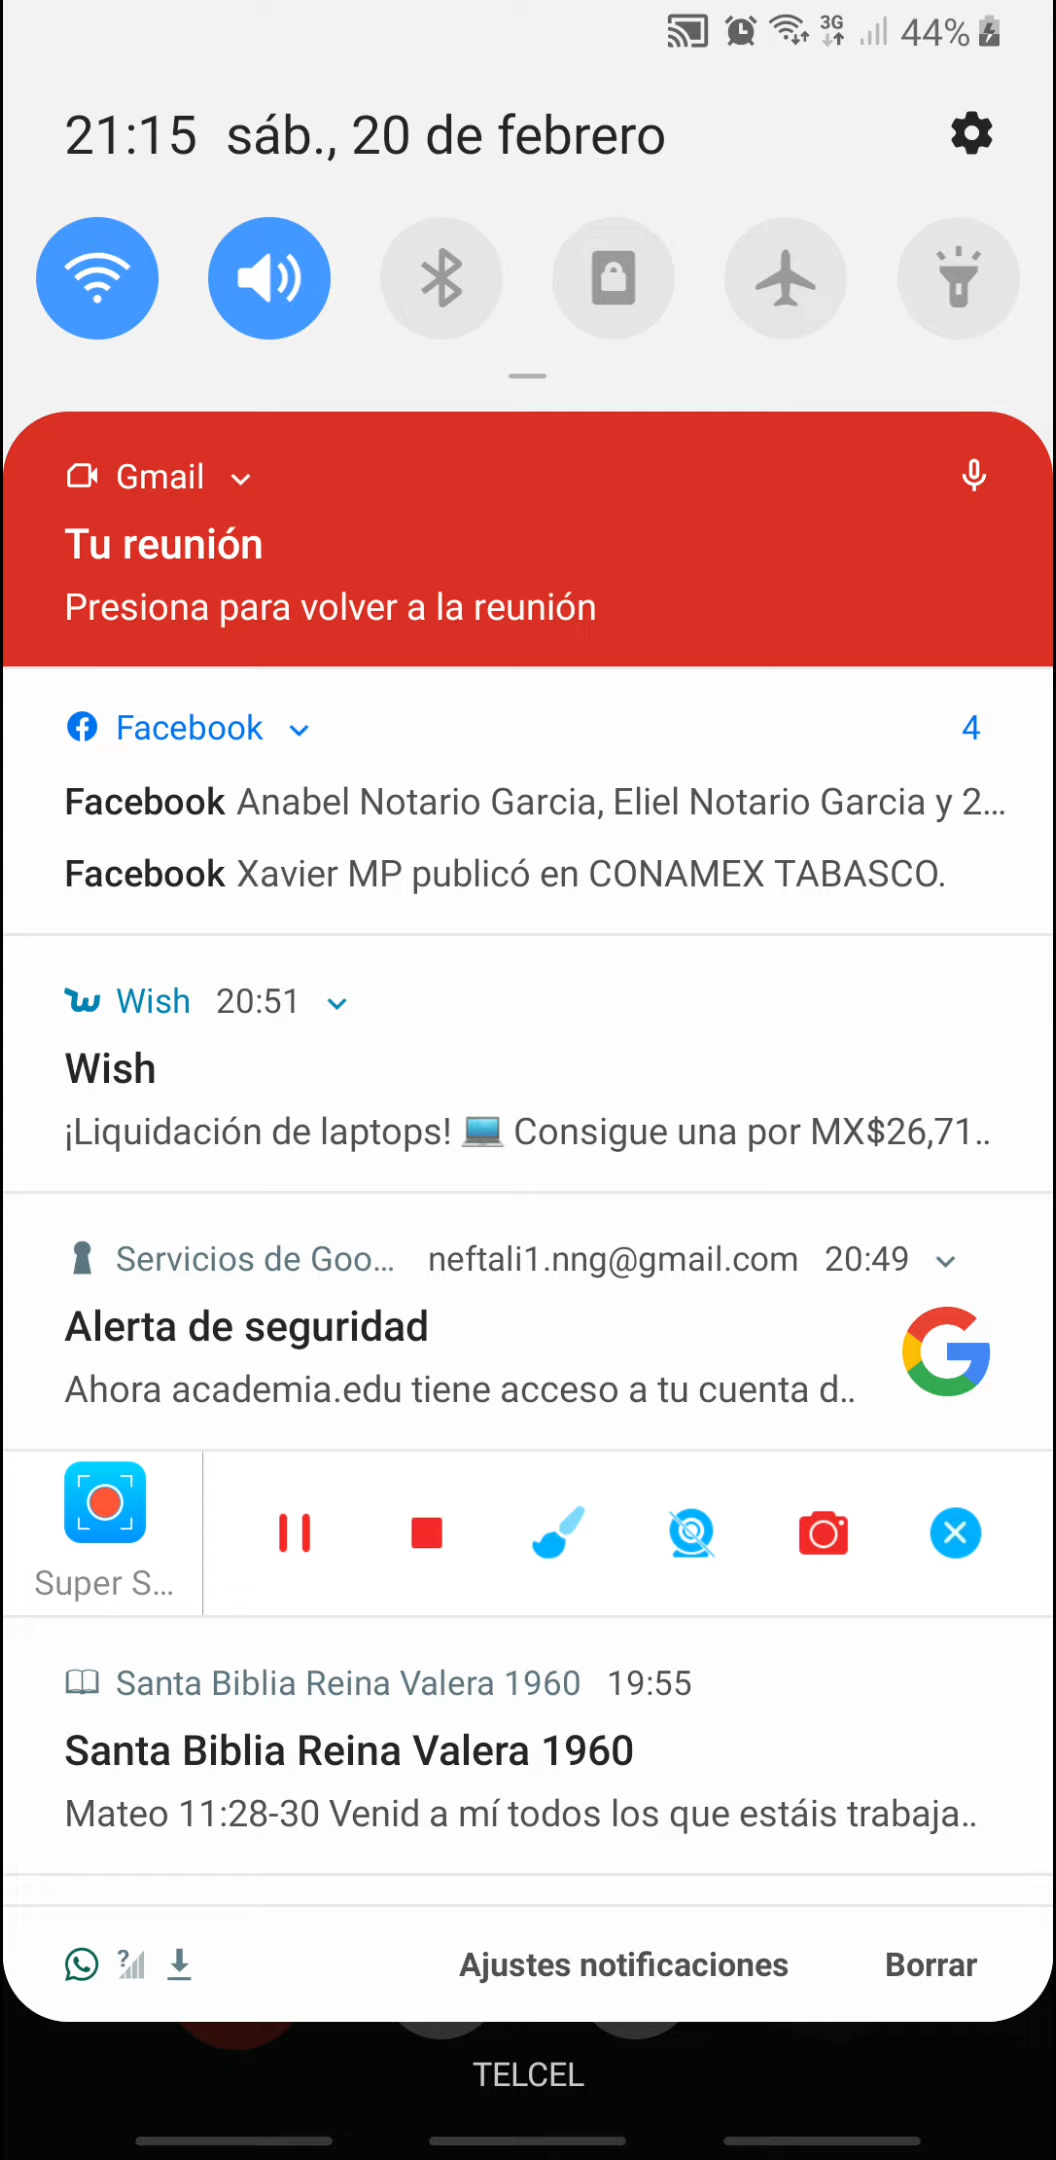 3G 44%
21:15 sáb., 20 de febrero
Gmail
Tu reunión
Presiona para volver a la reunión
Facebook 4
Facebook Anabel Notario Garcia, Eliel Notario Garcia y 2...
Facebook Xavier MP publicó en CONAMEX TABASCO.
Wish 20:51
Wish
¡Liquidación de laptops! 💻 Consigue una por MX$26,71..
Servicios de Goo... neftali1.nng@gmail.com 20:49
Alerta de seguridad
Ahora academia.edu tiene acceso a tu cuenta d..
Super S...
Santa Biblia Reina Valera 1960 19:55
Santa Biblia Reina Valera 1960
Mateo 11:28-30 Venid a mí todos los que estáis trabaja..
Ajustes notificaciones Borrar
TELCEL